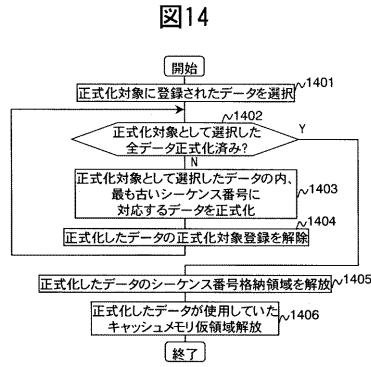 図14
開始
1401
正式化対象に登録されたデータを選択
1402
正式化対象として選択した
全データ正式化済み?
Y
N
正式化対象として選択したデータの内、
最も古いシーケンス番号に
対応するデータを正式化
1403
1404
正式化したデータの正式化対象登録を解除
正式化したデータのシーケンス番号格納領域を解放
1405
正式化したデータが使用していた
キャッシュメモリ仮領域解放
1406
終了